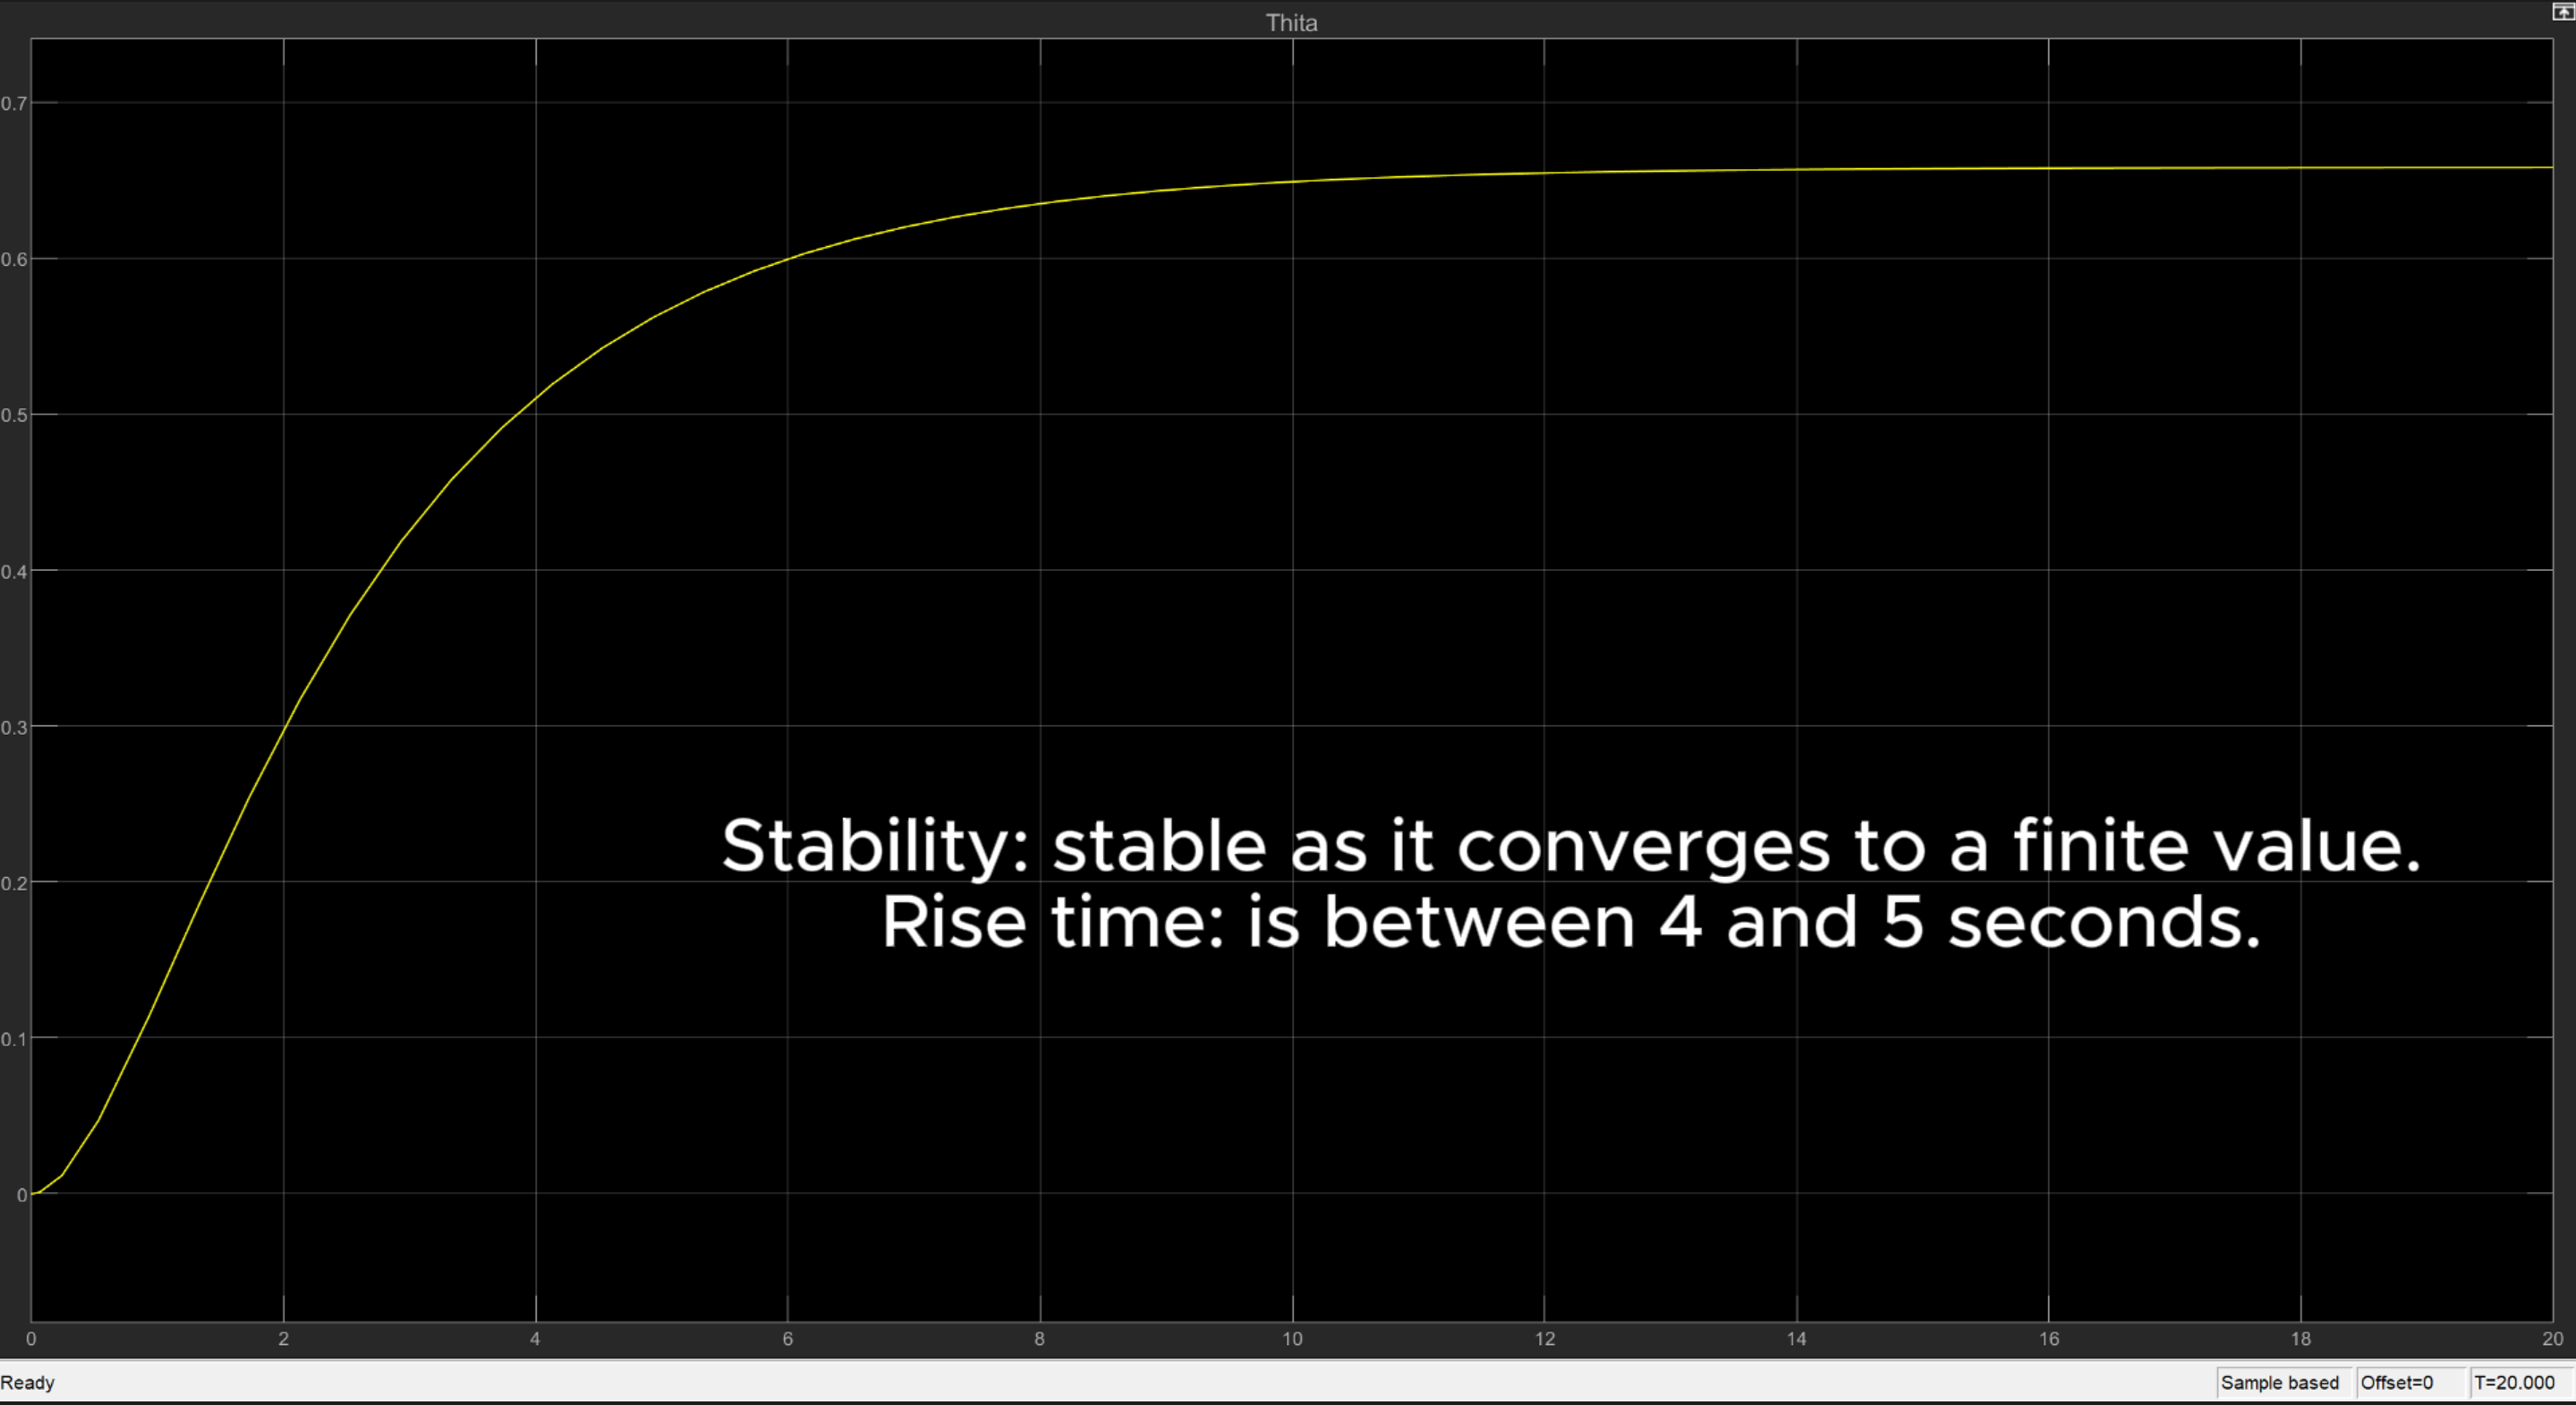 Thita
0.7
0.6
0.5
0.4
0.3
0.2
0.1
0
Stability: stable as it converges to a finite value.
Rise time: is between 4 and 5 seconds.
0 2 4 6 8 10 12 14 16 18 20
Ready Sample based Offset=0 T=20.000